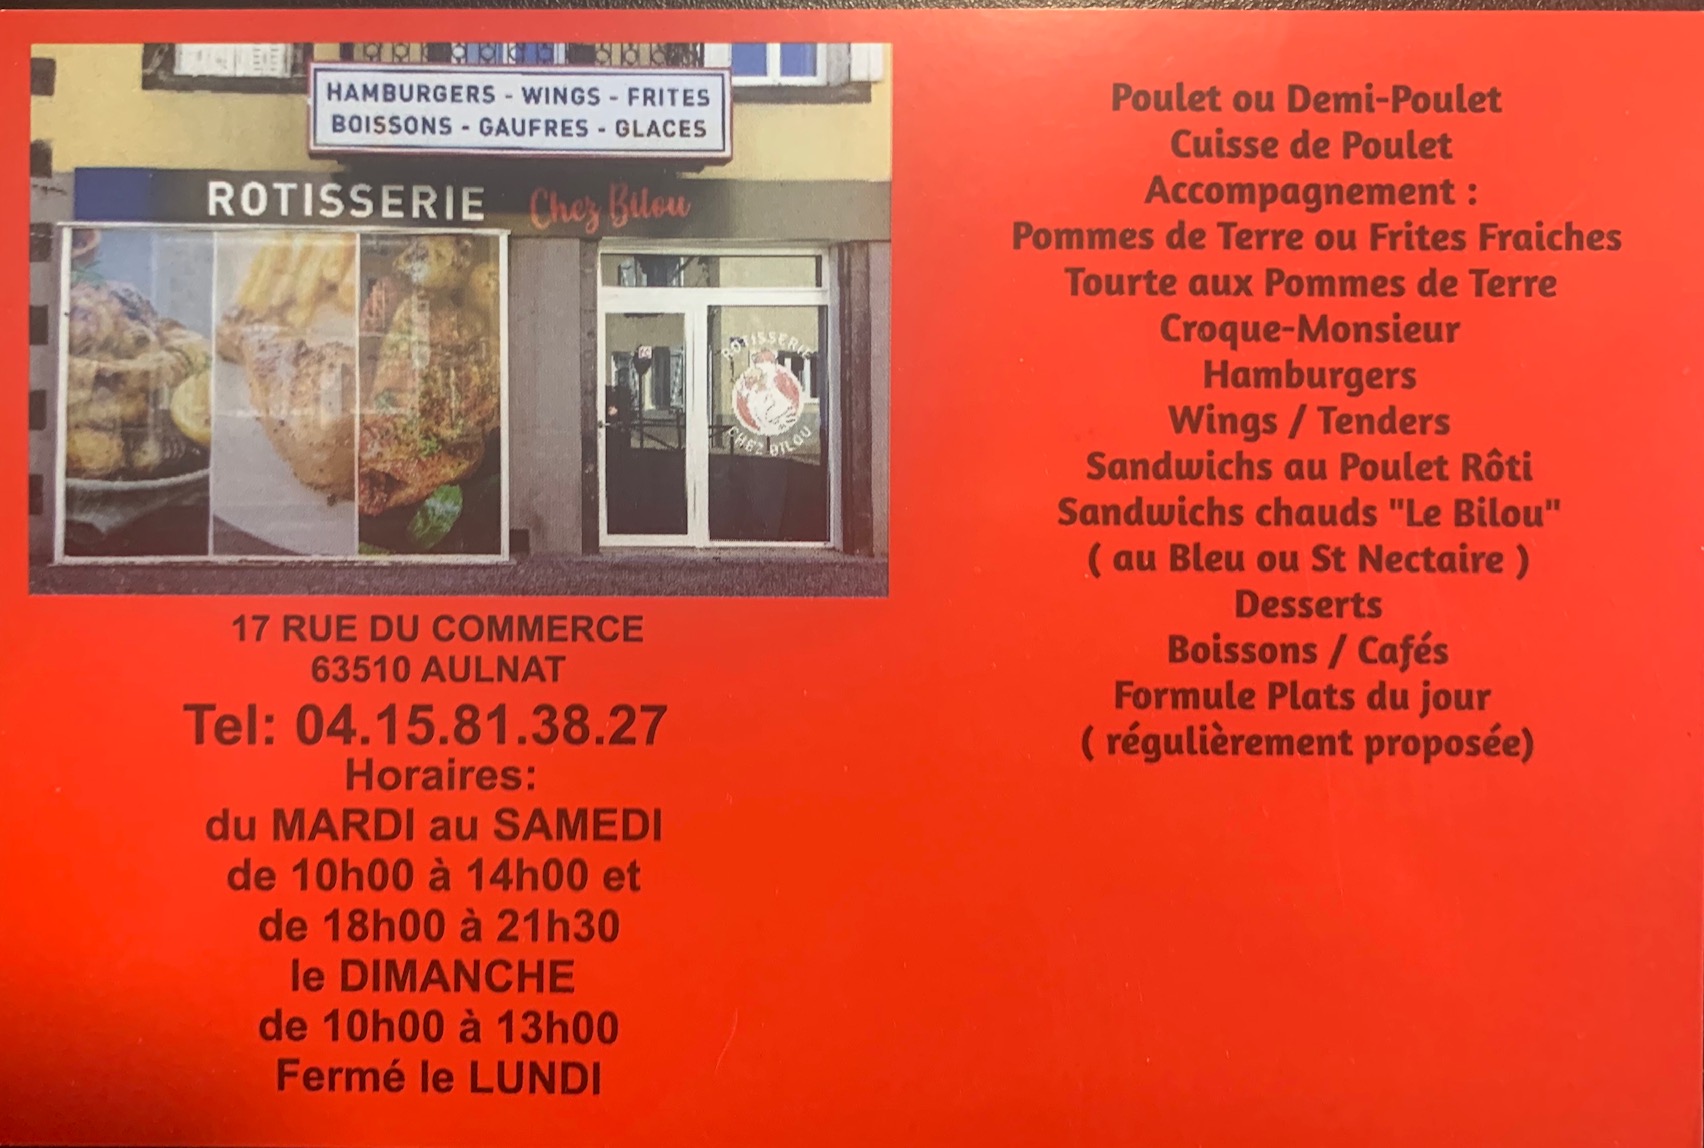 HAMBURGERS - WINGS - FRITES
BOISSONS - GAUFRES - GLACES
ROTISSERIE Chez Bilou
ROTISSERIE
CHEZ BILOU
17 RUE DU COMMERCE
63510 AULNAT
Tel: 04.15.81.38.27
Horaires:
du MARDI au SAMEDI
de 10h00 à 14h00 et
de 18h00 à 21h30
le DIMANCHE
de 10h00 à 13h00
Fermé le LUNDI
Poulet ou Demi-Poulet
Cuisse de Poulet
Accompagnement :
Pommes de Terre ou Frites Fraiches
Tourte aux Pommes de Terre
Croque-Monsieur
Hamburgers
Wings / Tenders
Sandwichs au Poulet Rôti
Sandwichs chauds "Le Bilou"
( au Bleu ou St Nectaire )
Desserts
Boissons / Cafés
Formule Plats du jour
( régulièrement proposée)